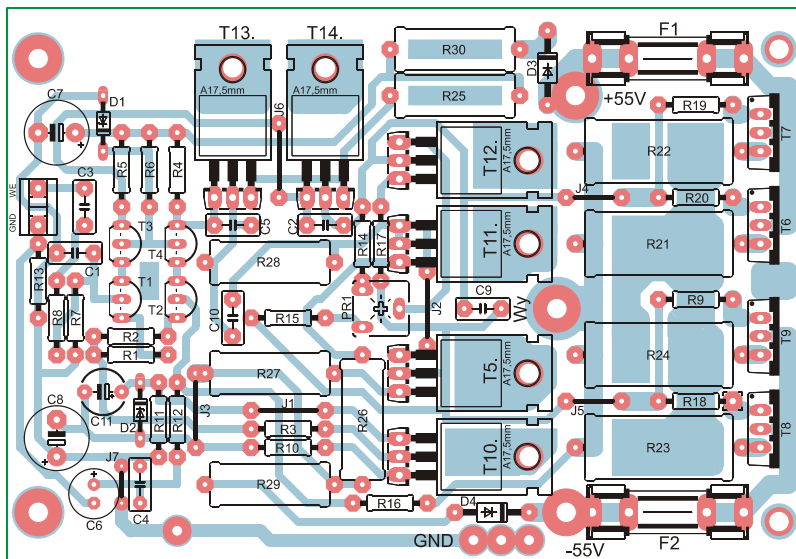 T13.
T14.
F1
R30
D3
C7
D1
A17,5mm
A17,5mm
R25
+55V
J6
R19
T7
R5
R6
R4
T12.
A17,5mm
R22
WE
C3
J4
R20
GND
T3
C5
C2
R14
R17
T11.
A17,5mm
T6
R13
C1
T4
R28
R21
T1
PR1
J2
C9
Wy
R9
R8
R7
T2
C10
R15
T9
R2
R1
T5.
A17,5mm
R24
R27
C11
D2
R11
R12
J3
J1
R26
J5
R18
C8
R3
T10.
A17,5mm
T8
R10
R23
J7
R29
C6
C4
R16
D4
GND
-55V
F2